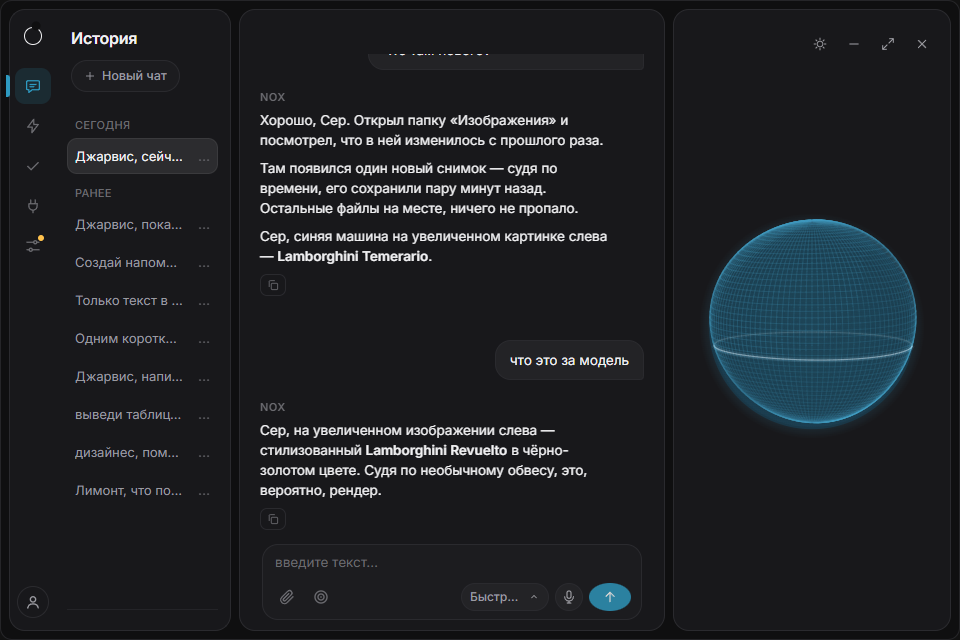 История
+ Новый чат
СЕГОДНЯ
Джарвис, сейч... ...
РАНЕЕ
Джарвис, пока... ...
Создай напом... ...
Только текст в ... ...
Одним коротк... ...
Джарвис, напи... ...
выведи таблиц... ...
дизайнес, пом... ...
Лимонт, что по... ...
NOX
Хорошо, Сер. Открыл папку «Изображения» и
посмотрел, что в ней изменилось с прошлого раза.
Там появился один новый снимок — судя по
времени, его сохранили пару минут назад.
Остальные файлы на месте, ничего не пропало.
Сер, синяя машина на увеличенном картинке слева
— Lamborghini Temerario.
что это за модель
NOX
Сер, на увеличенном изображении слева —
стилизованный Lamborghini Revuelto в чёрно-
золотом цвете. Судя по необычному обвесу, это,
вероятно, рендер.
введите текст...
Быстр...